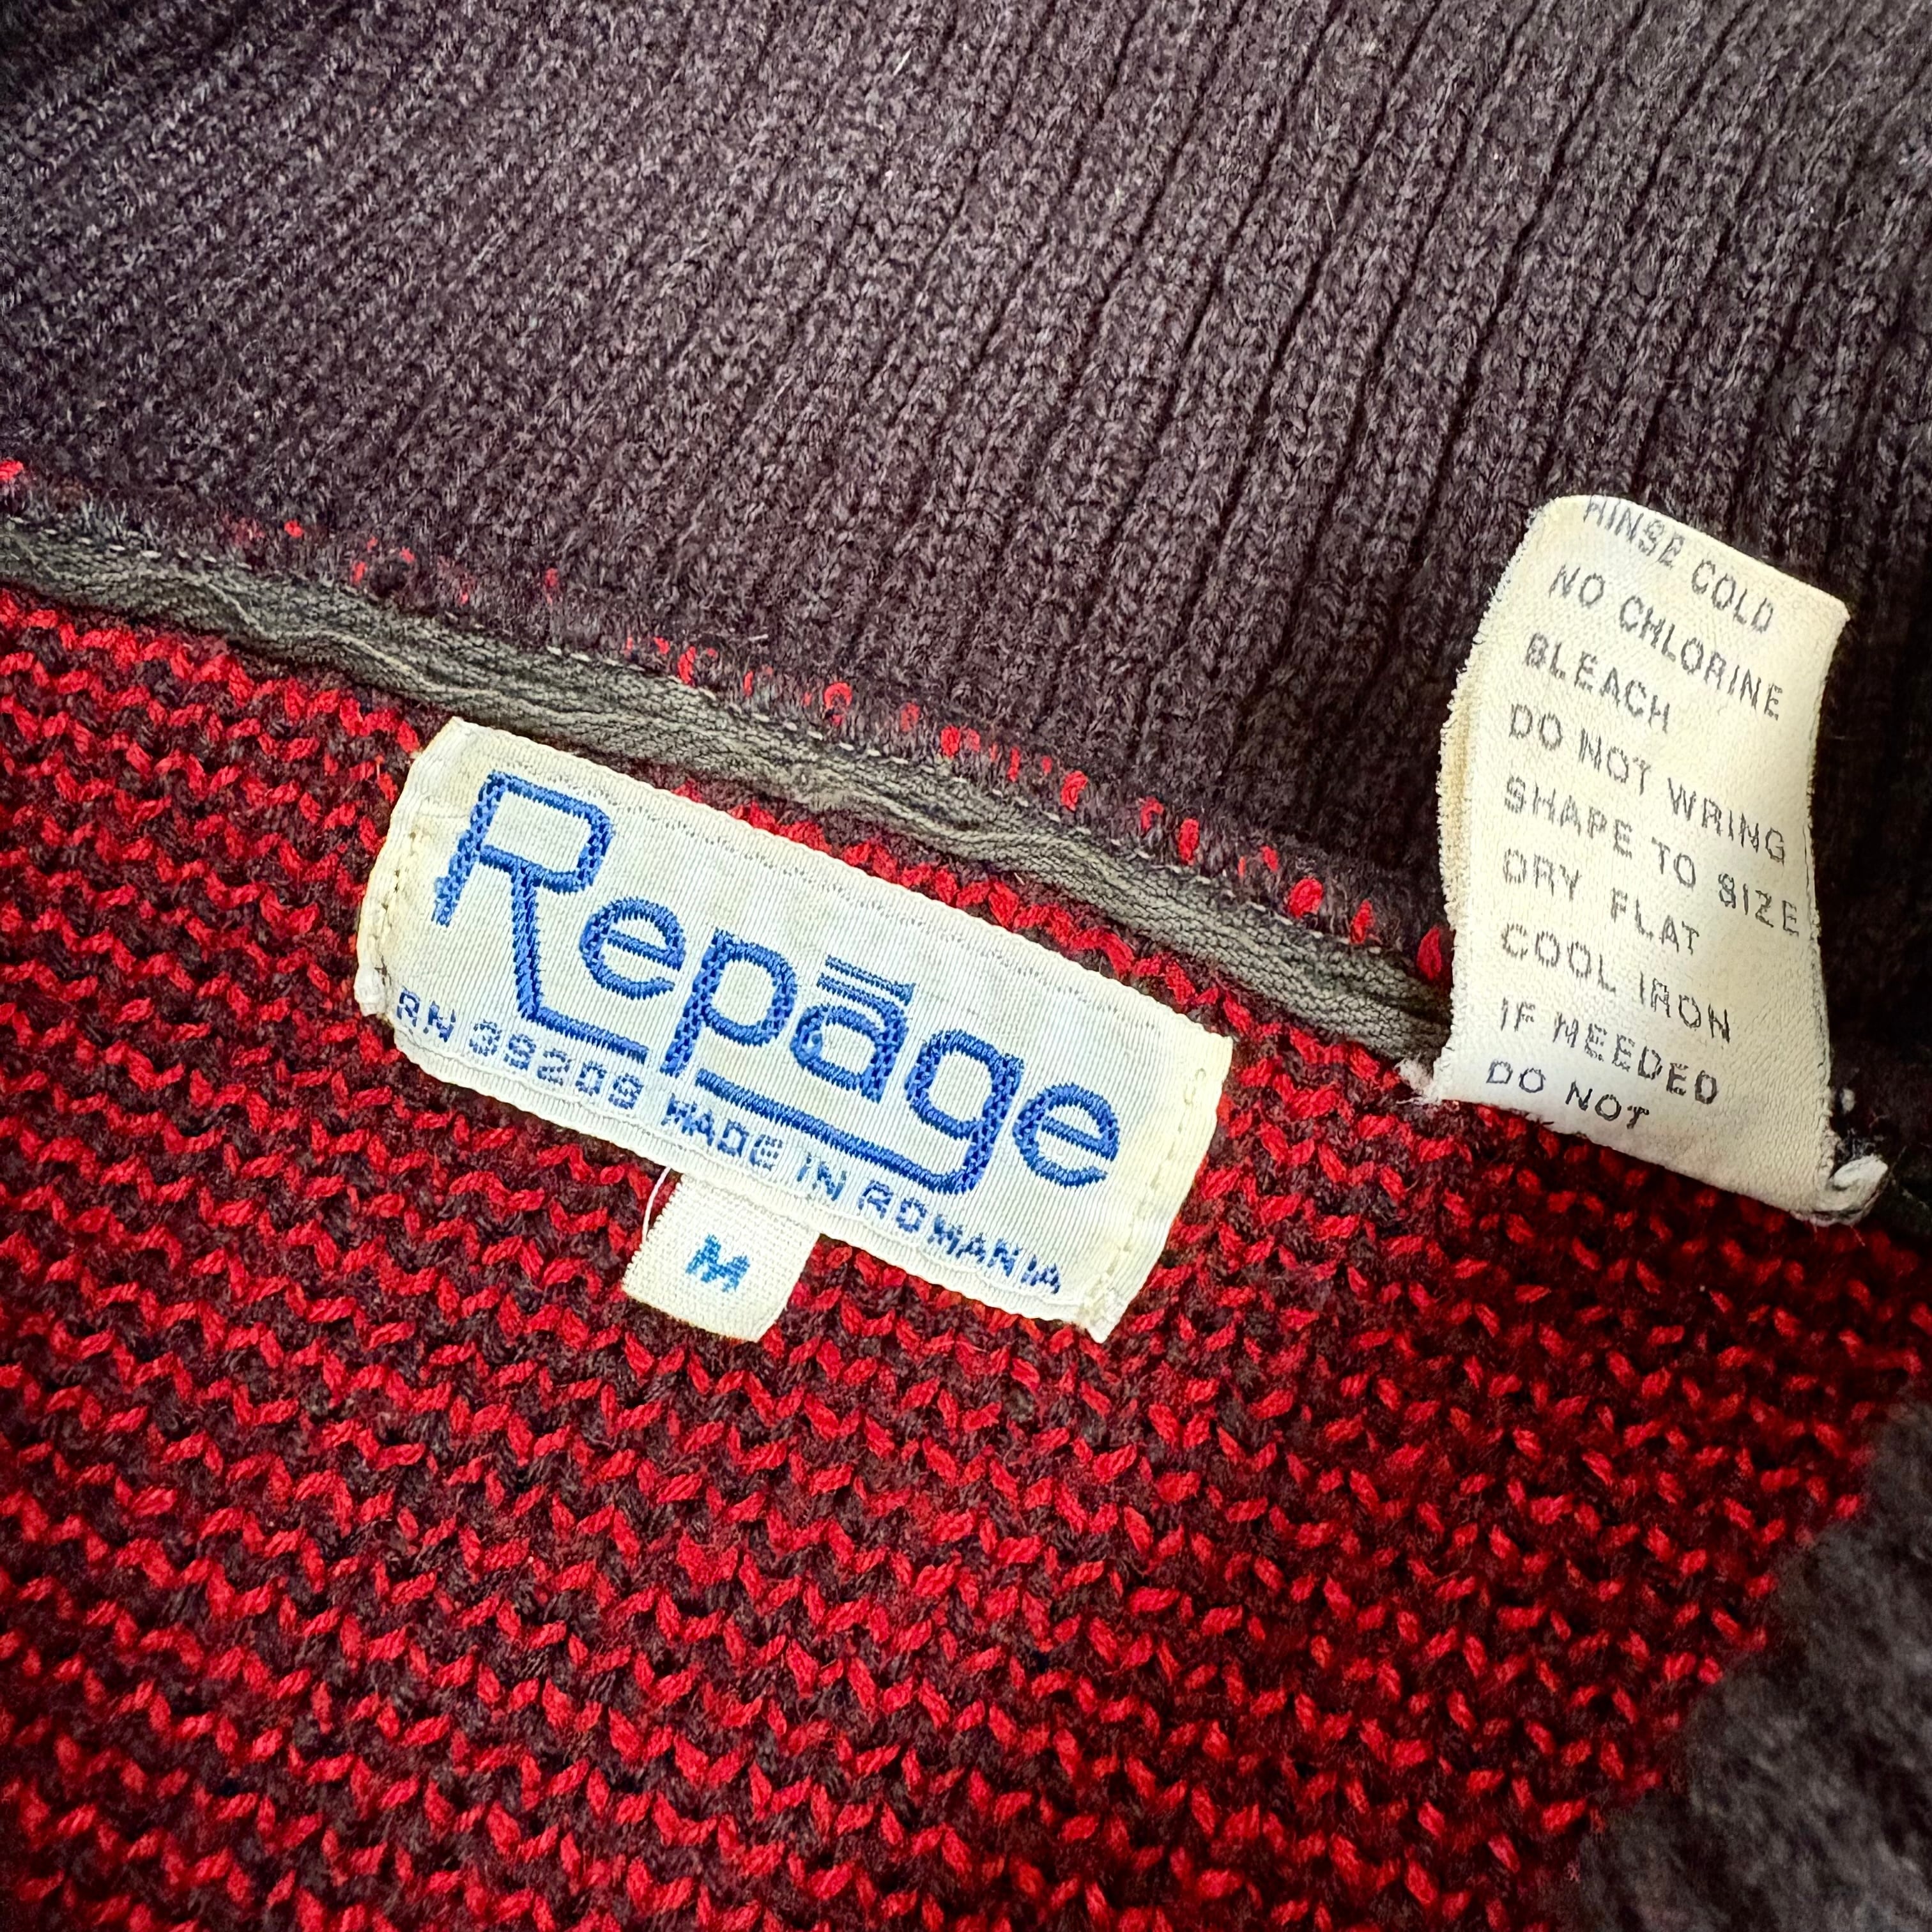 Repāge
RN 39209 MADE IN ROMANIA
M
RINSE COLD
NO CHLORINE
BLEACH
DO NOT WRING
SHAPE TO SIZE
DRY FLAT
COOL IRON
IF NEEDED
DO NOT